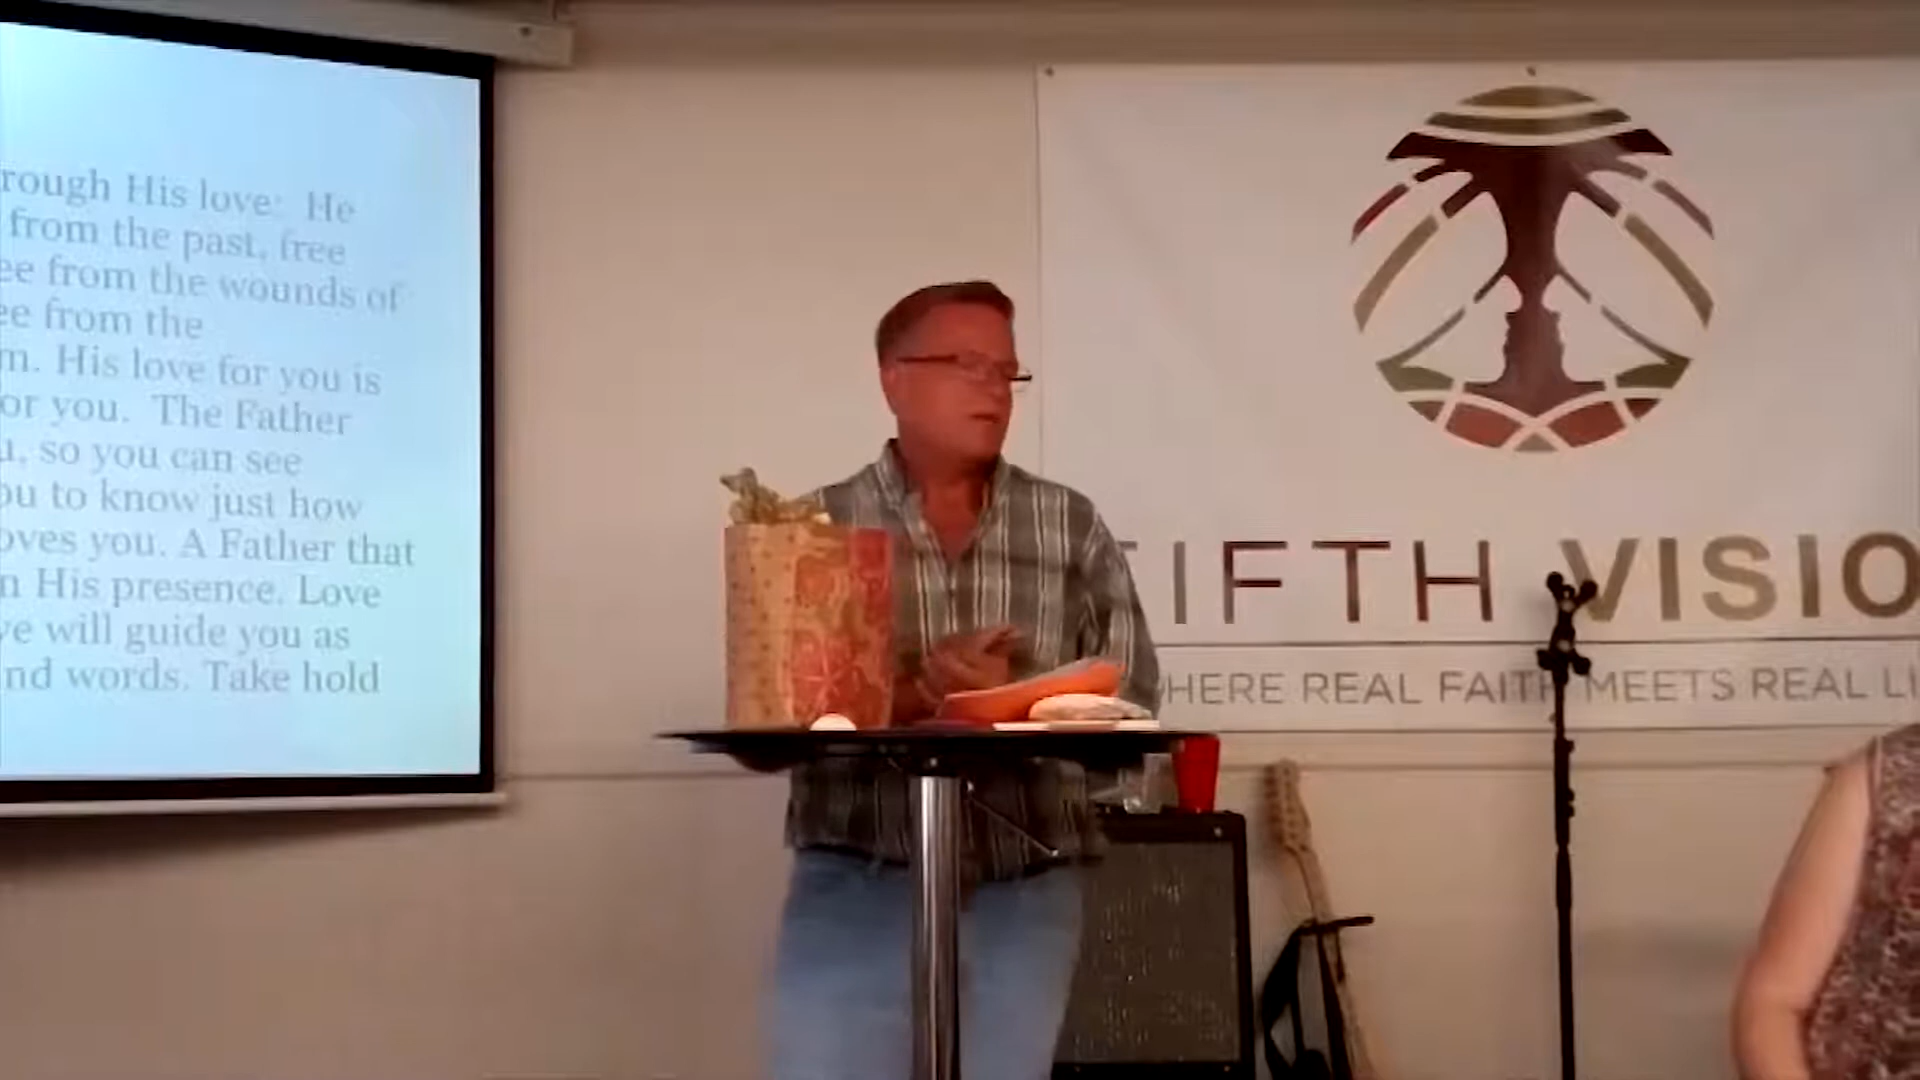 rough His love: He
from the past, free
ee from the wounds of
ee from the
m. His love for you is
or you. The Father
u, so you can see
ou to know just how
oves you. A Father that
n His presence. Love
ve will guide you as
nd words. Take hold
FIFTH VISIO
WHERE REAL FAITH MEETS REAL LI